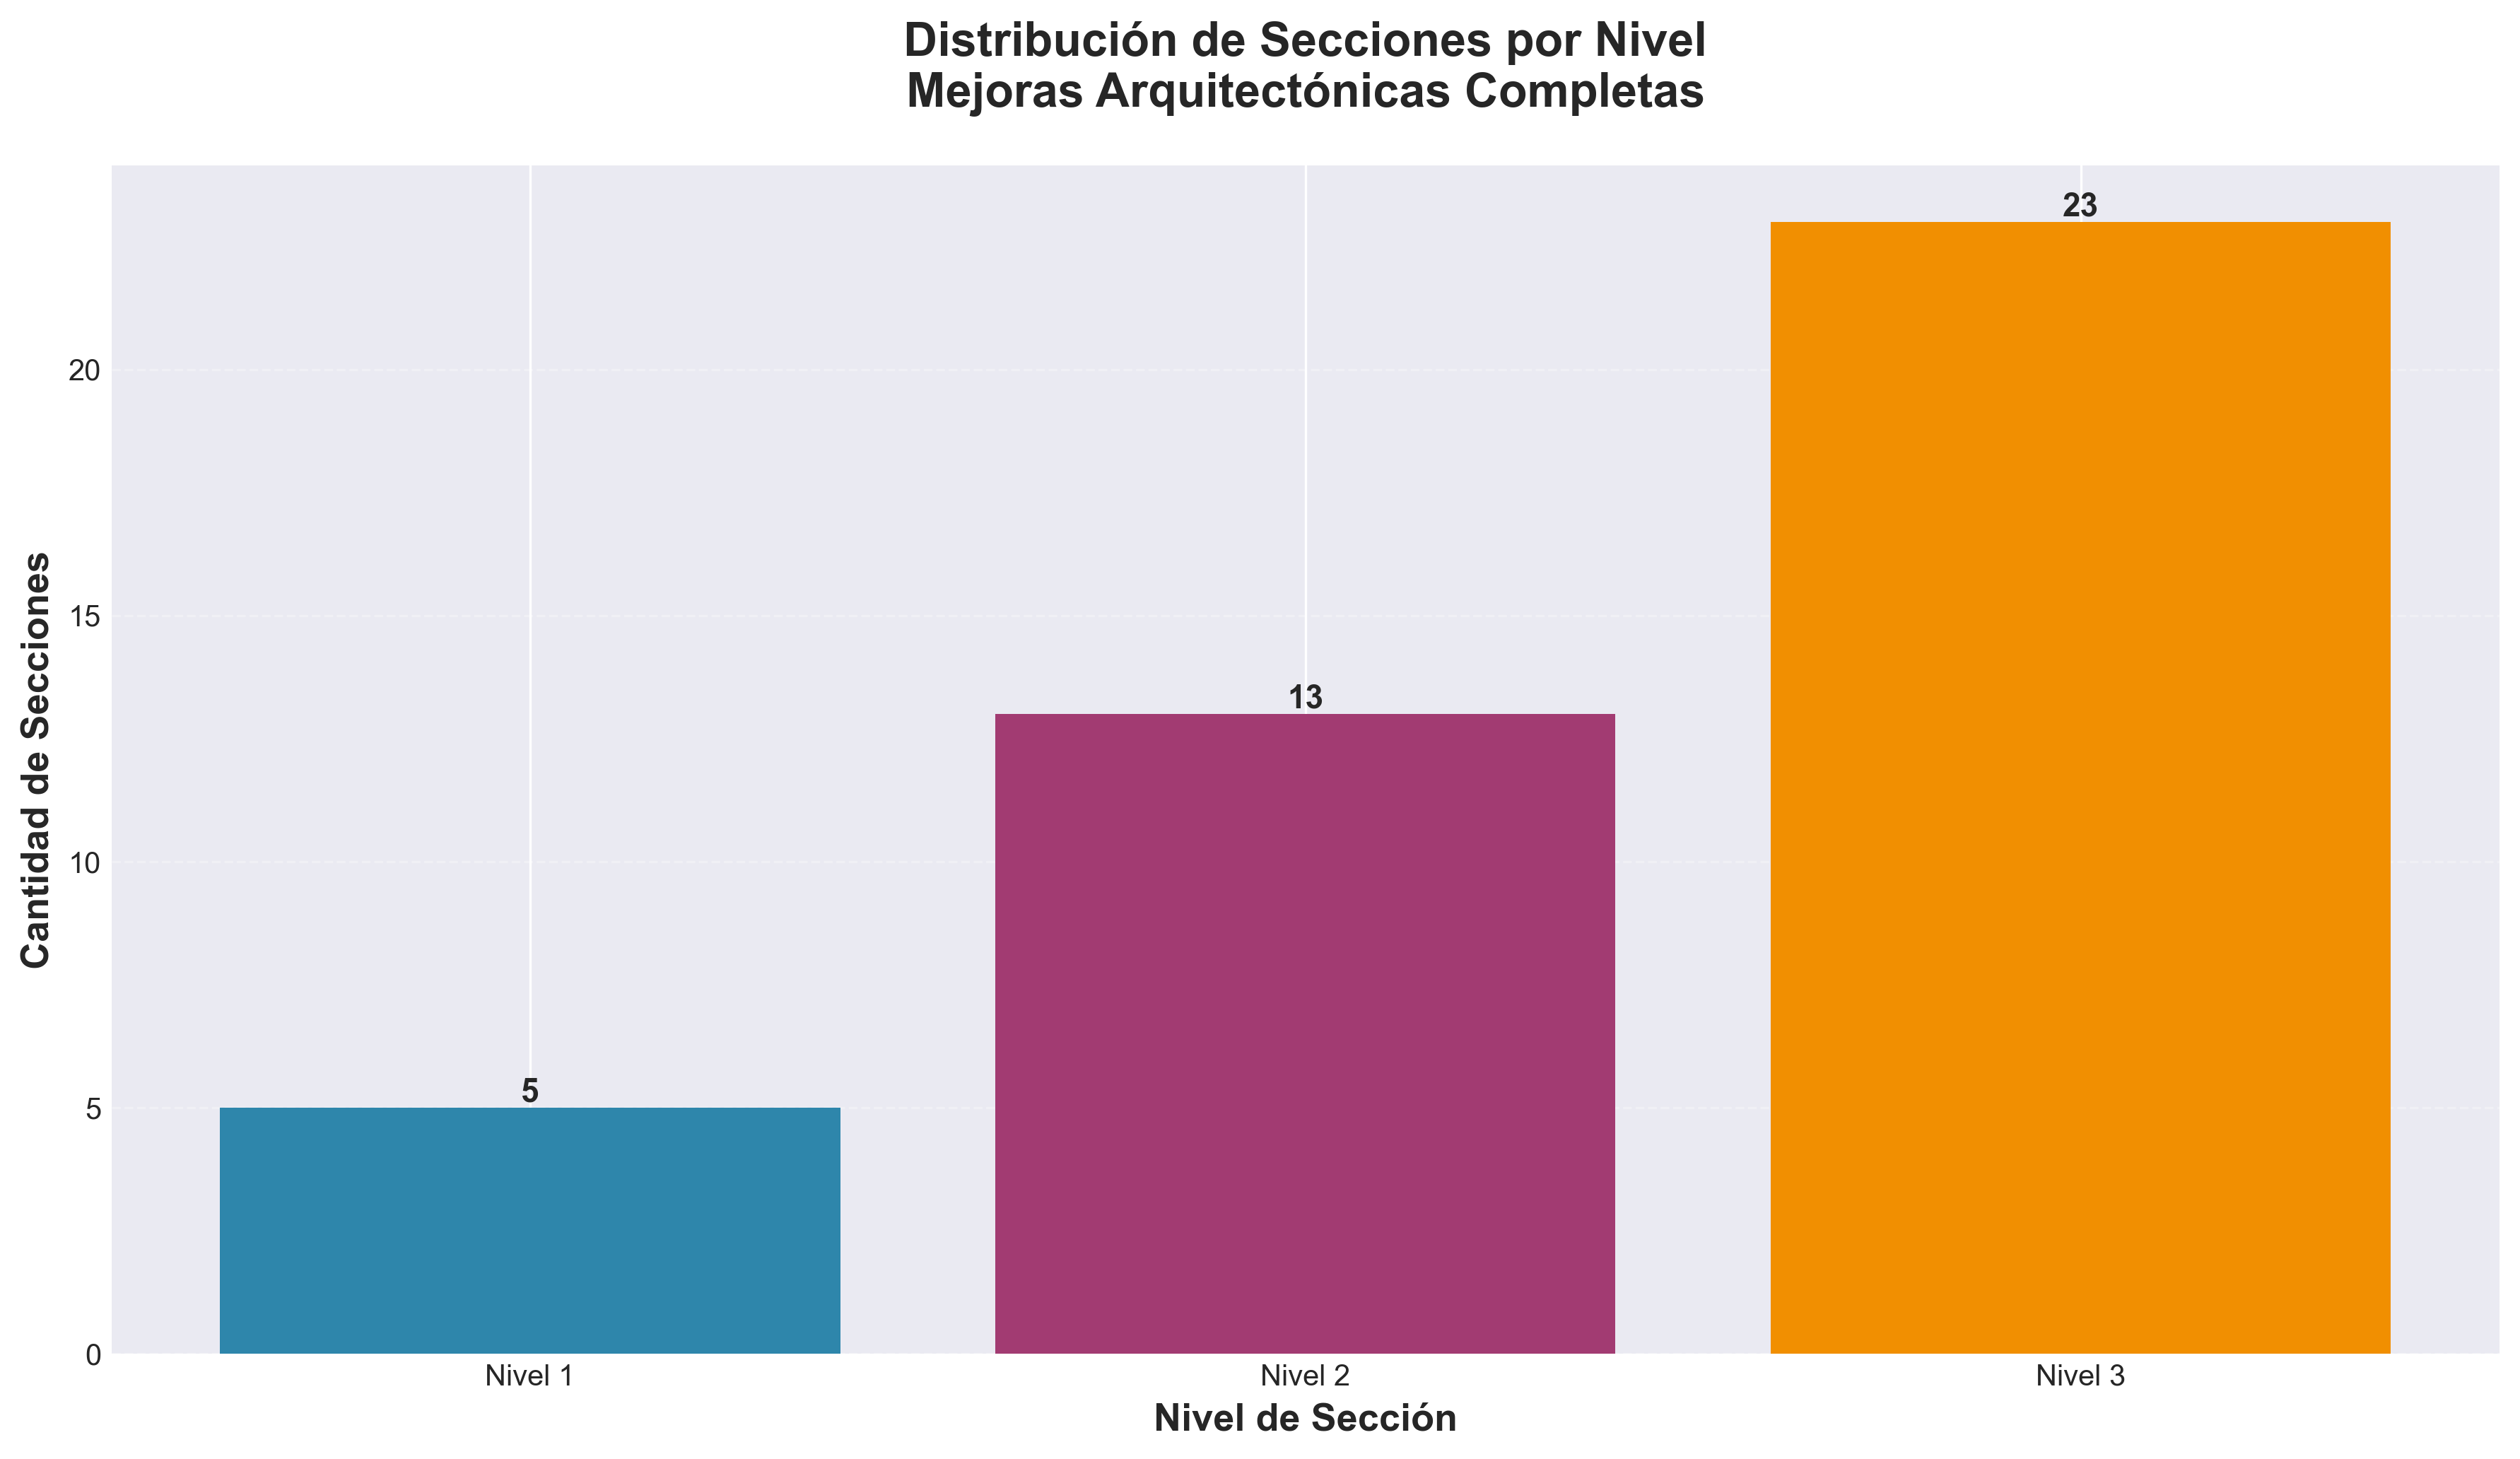 Distribución de Secciones por Nivel
Mejoras Arquitectónicas Completas
Cantidad de Secciones
20
15
10
5
0
5
13
23
Nivel 1
Nivel 2
Nivel 3
Nivel de Sección